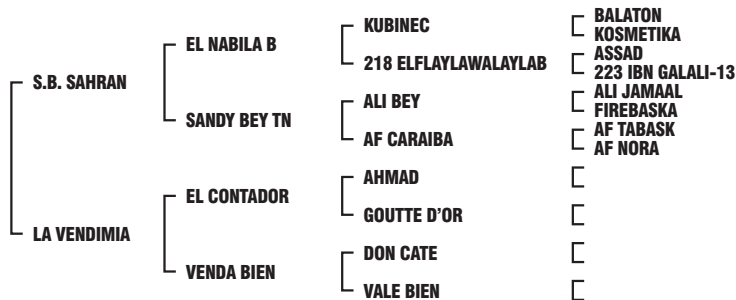 BALATON
KUBINEC
KOSMETIKA
EL NABILA B
ASSAD
218 ELFLAYLAWALAYLAB
223 IBN GALALI-13
S.B. SAHRAN
ALI JAMAAL
ALI BEY
FIREBASKA
SANDY BEY TN
AF TABASK
AF CARAIBA
AF NORA
AHMAD
EL CONTADOR
GOUTTE D'OR
LA VENDIMIA
DON CATE
VENDA BIEN
VALE BIEN